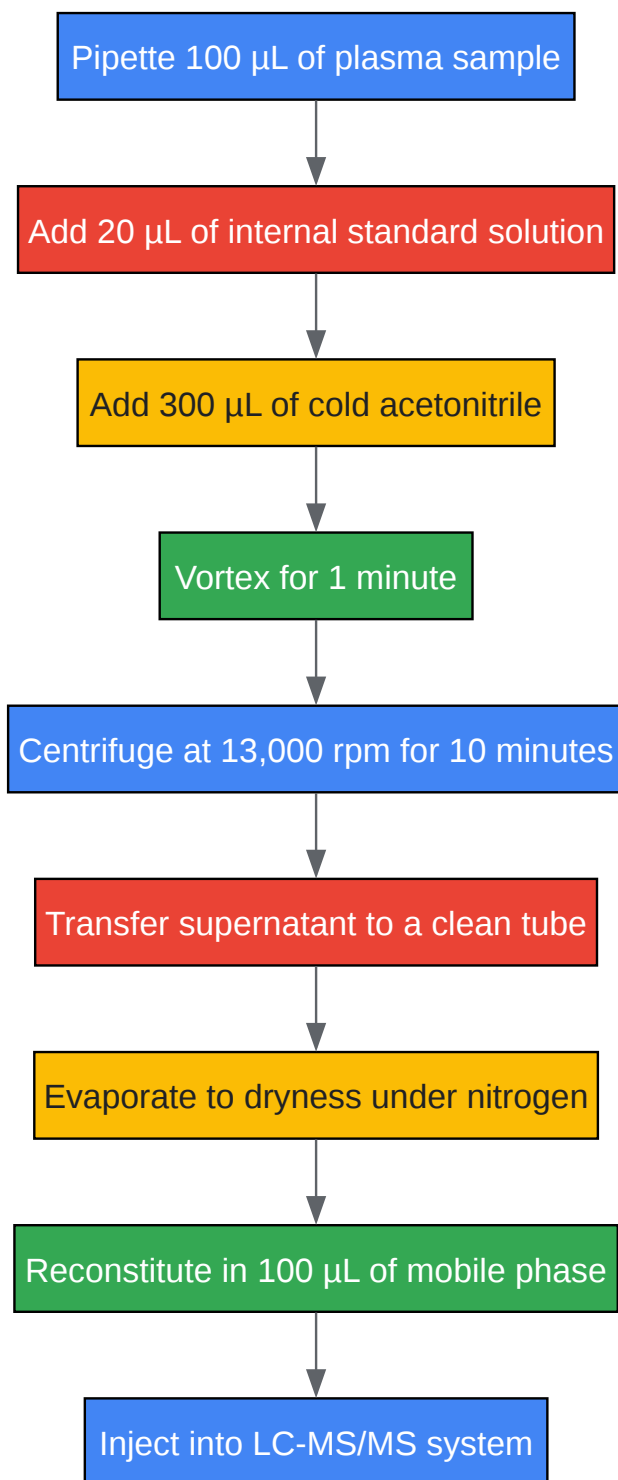 Pipette 100 µL of plasma sample
Add 20 µL of internal standard solution
Add 300 µL of cold acetonitrile
Vortex for 1 minute
Centrifuge at 13,000 rpm for 10 minutes
Transfer supernatant to a clean tube
Evaporate to dryness under nitrogen
Reconstitute in 100 µL of mobile phase
Inject into LC-MS/MS system